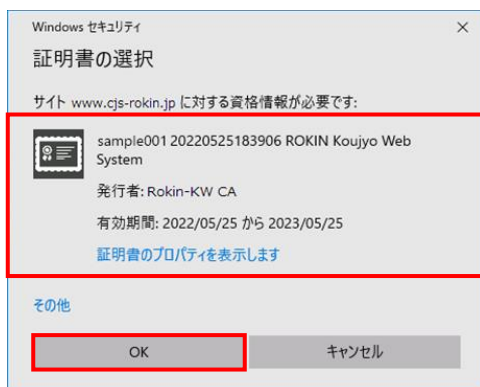 Windows セキュリティ
証明書の選択
サイト www.cjs-rokin.jp に対する資格情報が必要です:
sample001 20220525183906 ROKIN Koujyo Web
System
発行者: Rokin-KW CA
有効期間: 2022/05/25 から 2023/05/25
証明書のプロパティを表示します
その他
OK
キャンセル